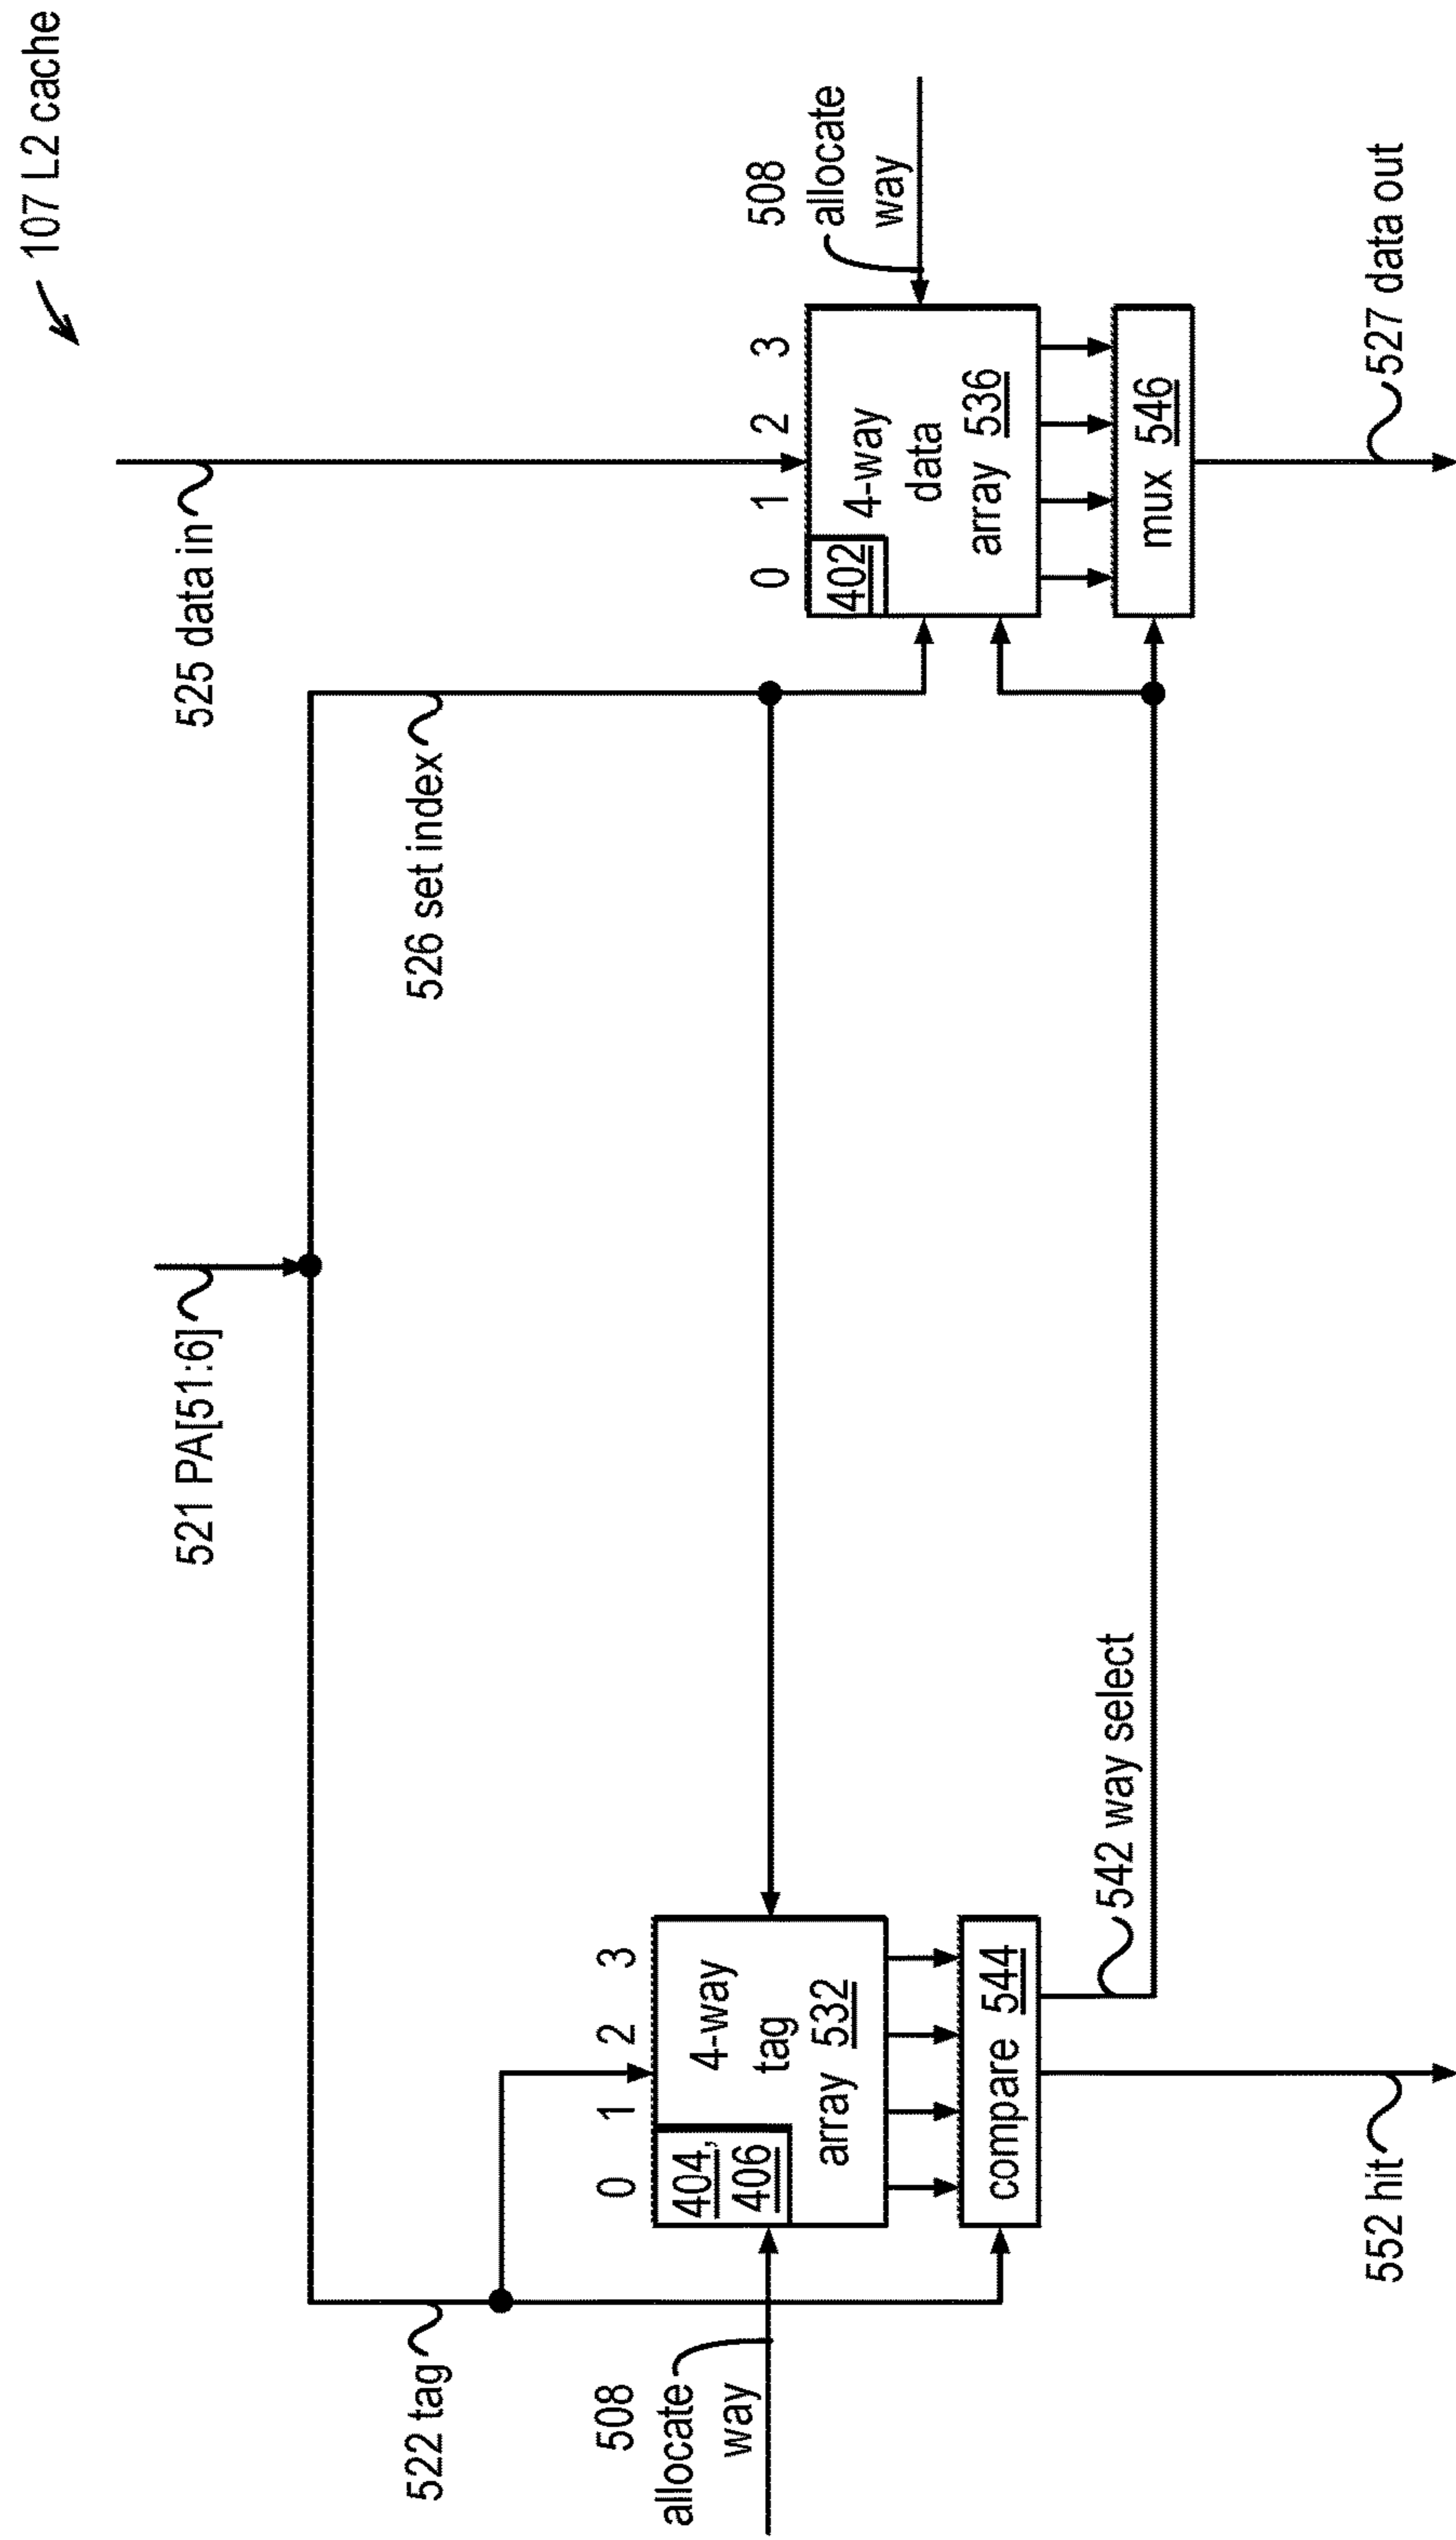 107 L2 cache
521 PA[51:6]
525 data in
522 tag
526 set index
508
allocate
way
0 1 2 3
404,
406
4-way
tag
array 532
compare 544
542 way select
552 hit
0 1 2 3
402
4-way
data
array 536
mux 546
508
allocate
way
527 data out